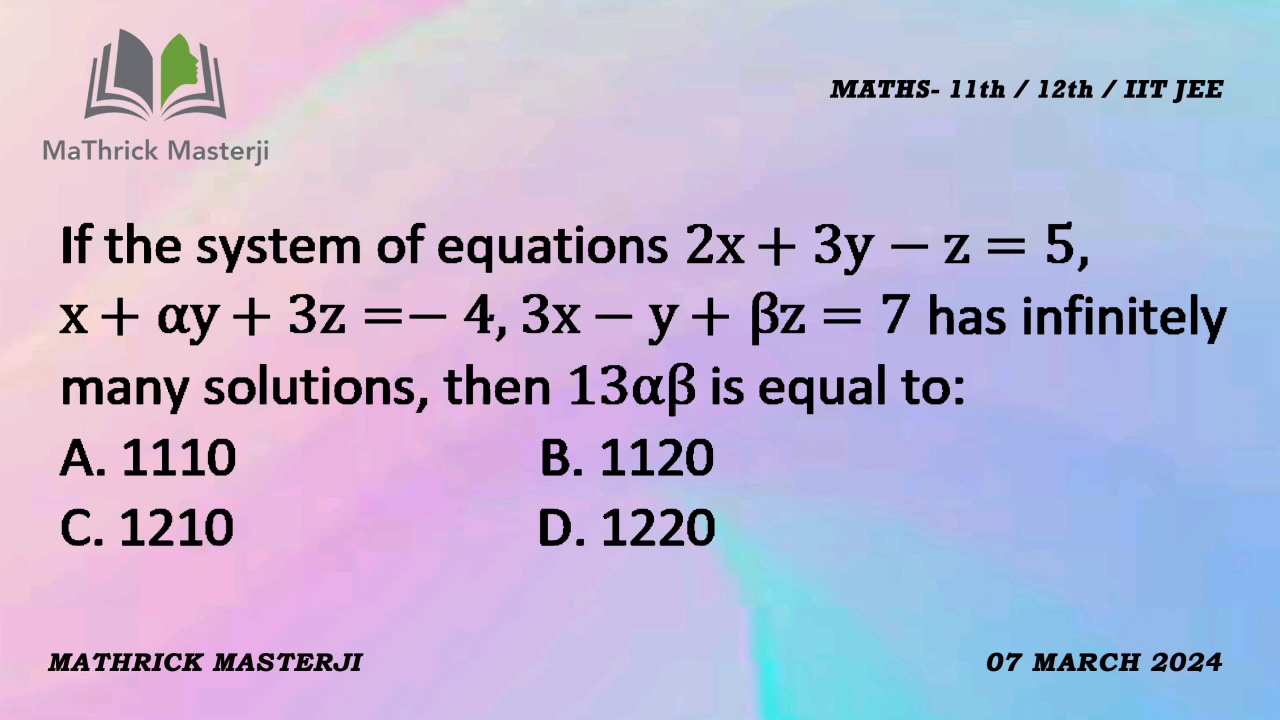 MaThrick Masterji
MATHS- 11th / 12th / IIT JEE
If the system of equations 2x + 3y − z = 5,
x + αy + 3z =− 4, 3x − y + βz = 7 has infinitely
many solutions, then 13αβ is equal to:
A. 1110 B. 1120
C. 1210 D. 1220
MATHRICK MASTERJI 07 MARCH 2024